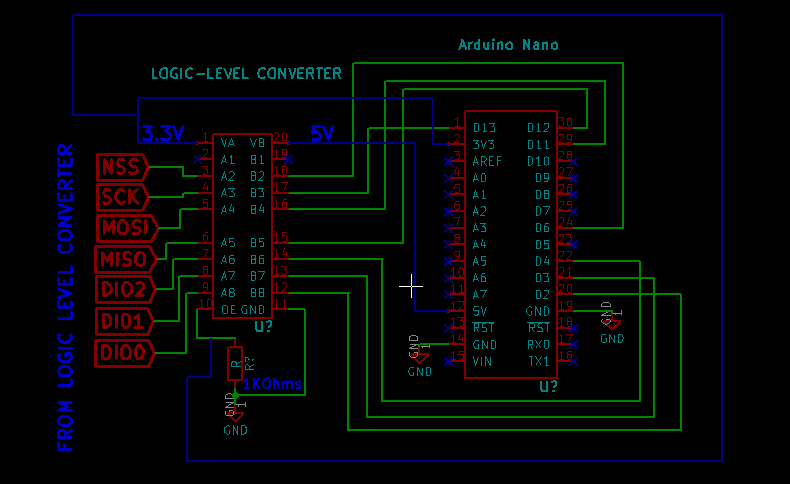 Arduino Nano
LOGIC-LEVEL CONVERTER
3.3V
5V
FROM LOGIC LEVEL CONVERTER
NSS
SCK
MOSI
MISO
DIO2
DIO1
DIO0
1 VA VB 20
2 A1 B1 19
3 A2 B2 18
4 A3 B3 17
5 A4 B4 16
6 A5 B5 15
7 A6 B6 14
8 A7 B7 13
9 A8 B8 12
10 OE GND 11
U?
R
R?
1KOhms
GND
1
GND
1 D13 D12 30
2 3V3 D11 29
3 AREF D10 28
4 A0 D9 27
5 A1 D8 26
6 A2 D7 25
7 A3 D6 24
8 A4 D5 23
9 A5 D4 22
10 A6 D3 21
11 A7 D2 20
12 5V GND 19
13 RST RST 18
14 GND RX0 17
15 VIN TX1 16
U?
GND
1
GND
GND
1
GND